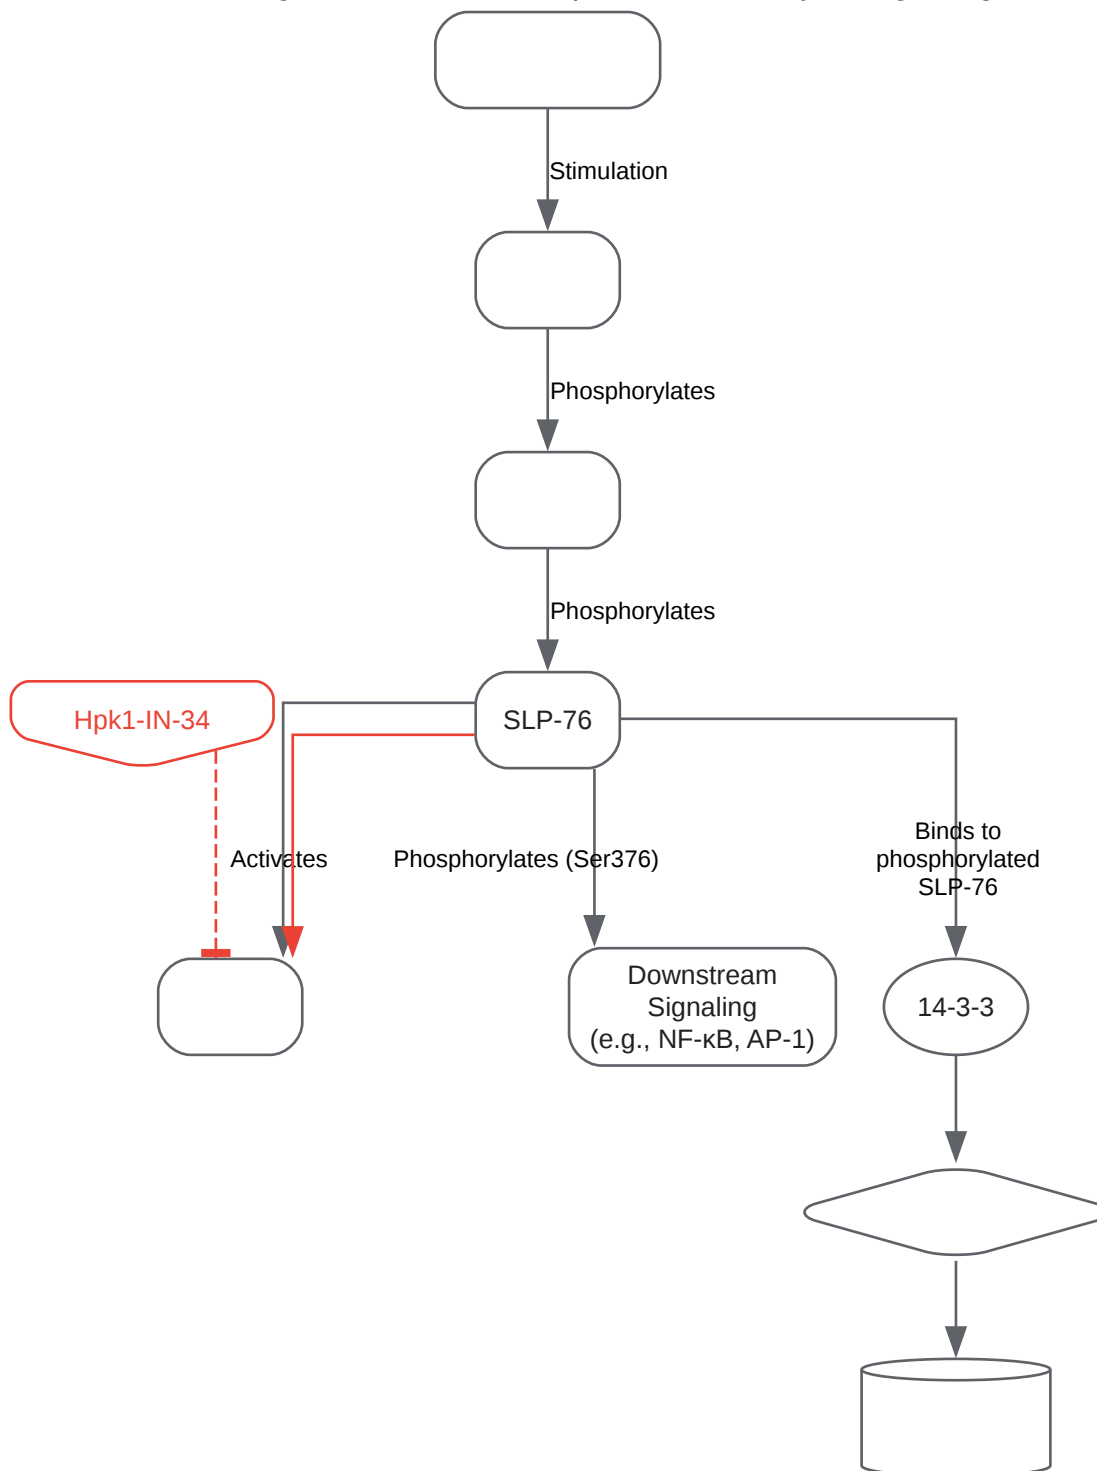 Stimulation
Phosphorylates
Phosphorylates
Hpk1-IN-34
SLP-76
Activates
Phosphorylates (Ser376)
Binds to
phosphorylated
SLP-76
Downstream
Signaling
(e.g., NF-κB, AP-1)
14-3-3